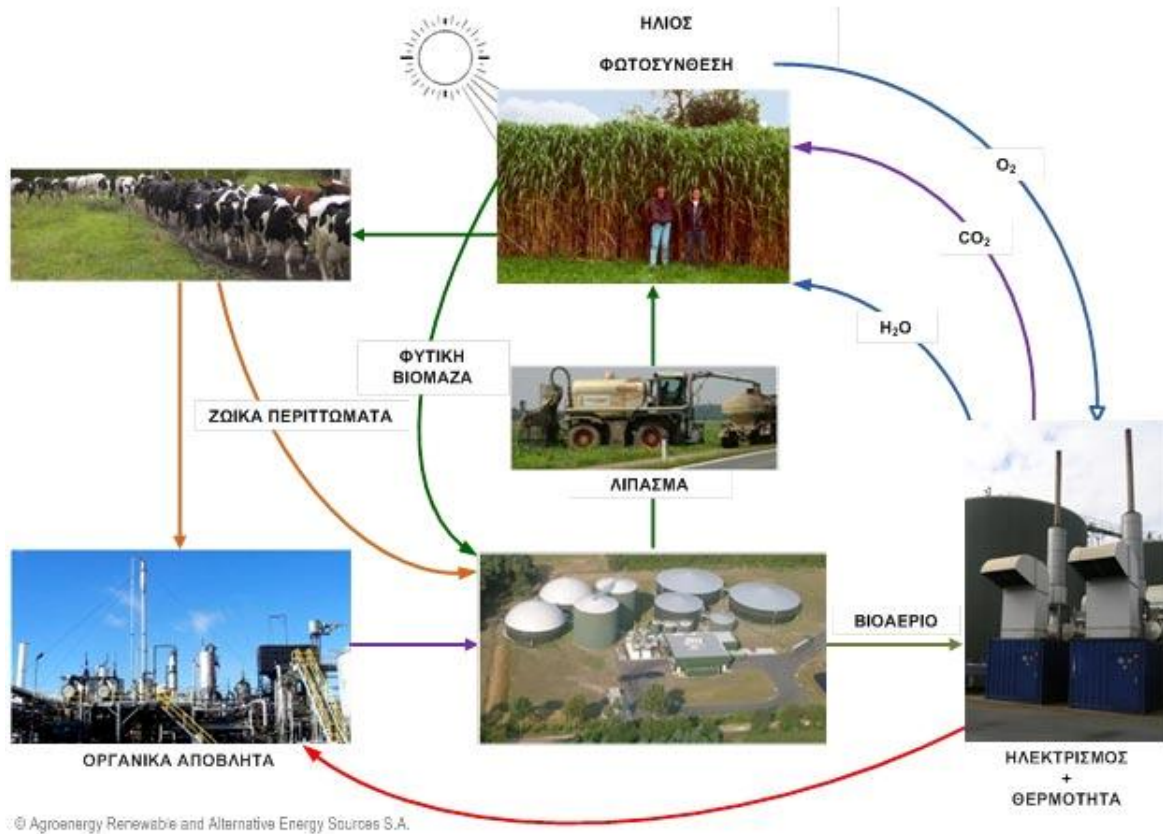 ΗΛΙΟΣ
ΦΩΤΟΣΥΝΘΕΣΗ
O₂
CO₂
H₂O
ΦΥΤΙΚΗ
ΒΙΟΜΑΖΑ
ΖΩΙΚΑ ΠΕΡΙΤΤΩΜΑΤΑ
ΛΙΠΑΣΜΑ
ΒΙΟΑΕΡΙΟ
ΟΡΓΑΝΙΚΑ ΑΠΟΒΛΗΤΑ
ΗΛΕΚΤΡΙΣΜΟΣ
+
ΘΕΡΜΟΤΗΤΑ
© Agroenergy Renewable and Alternative Energy Sources S.A.